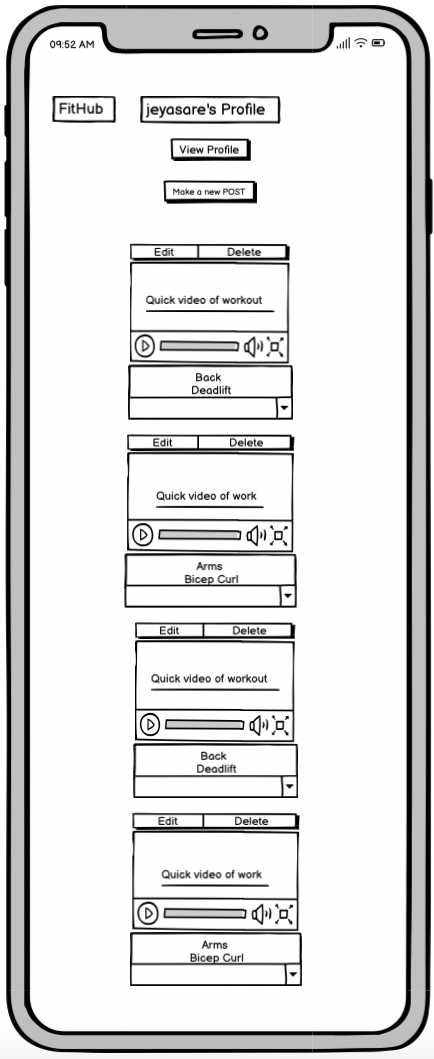 09:52 AM
FitHub
jeyasare's Profile
View Profile
Make a new POST
Edit Delete
Quick video of workout
Back
Deadlift
Edit Delete
Quick video of work
Arms
Bicep Curl
Edit Delete
Quick video of workout
Back
Deadlift
Edit Delete
Quick video of work
Arms
Bicep Curl